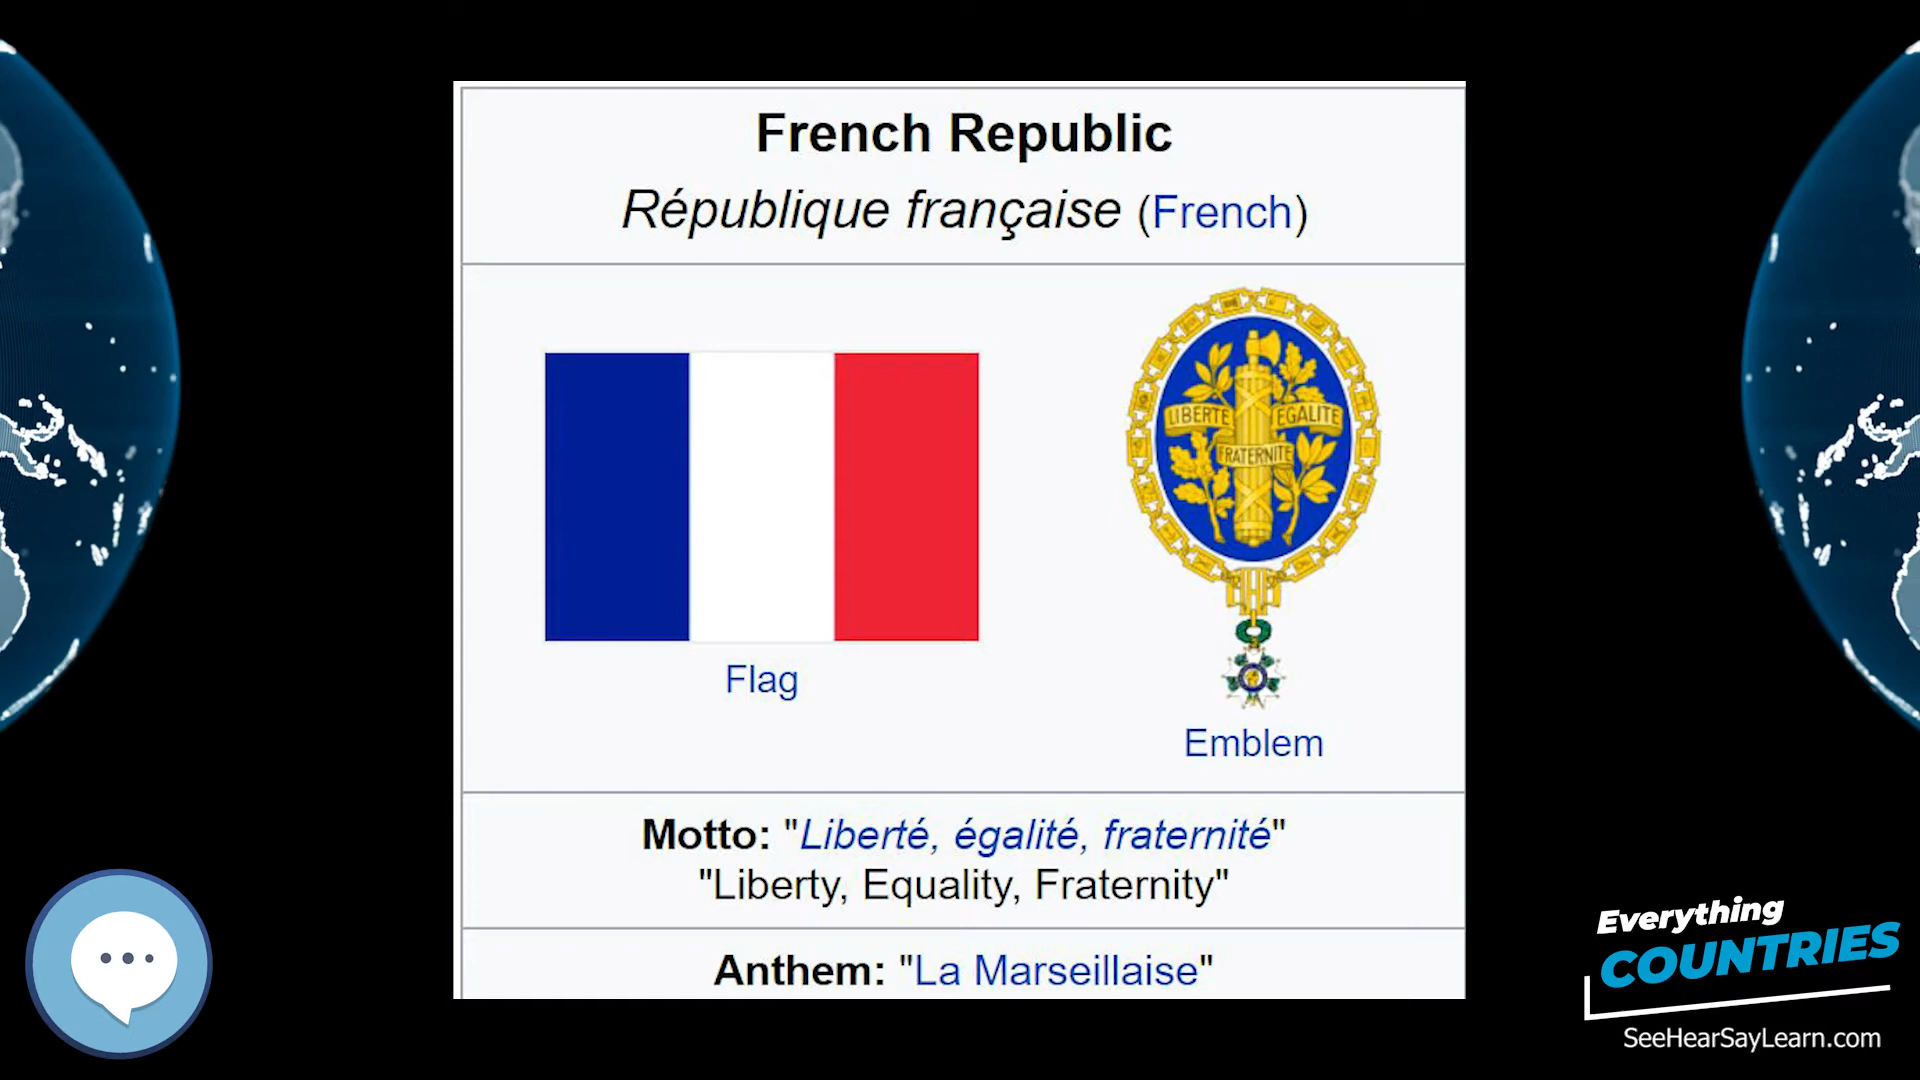 French Republic
République française (French)
LIBERTE EGALITE
FRATERNITE
Flag
Emblem
Motto: "Liberté, égalité, fraternité"
"Liberty, Equality, Fraternity"
Anthem: "La Marseillaise"
Everything
COUNTRIES
SeeHearSayLearn.com